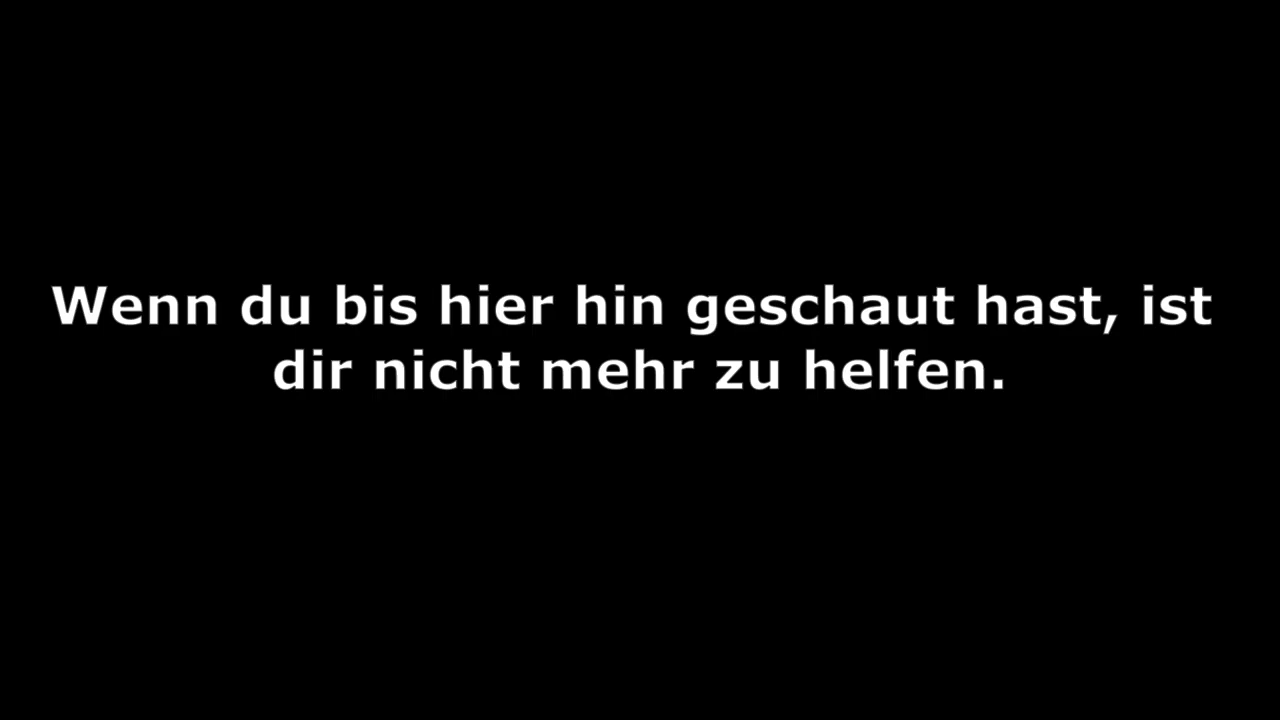 Wenn du bis hier hin geschaut hast, ist
dir nicht mehr zu helfen.